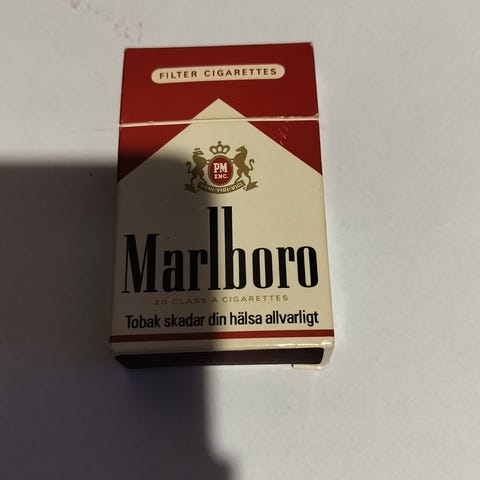 FILTER CIGARETTES
PM
INC.
VENI·VIDI·VICI
Marlboro
20 CLASS A CIGARETTES
Tobak skadar din hälsa allvarligt